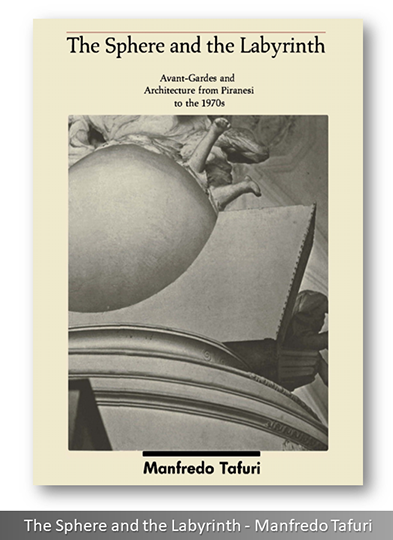 The Sphere and the Labyrinth
Avant-Gardes and
Architecture from Piranesi
to the 1970s
Manfredo Tafuri
The Sphere and the Labyrinth - Manfredo Tafuri